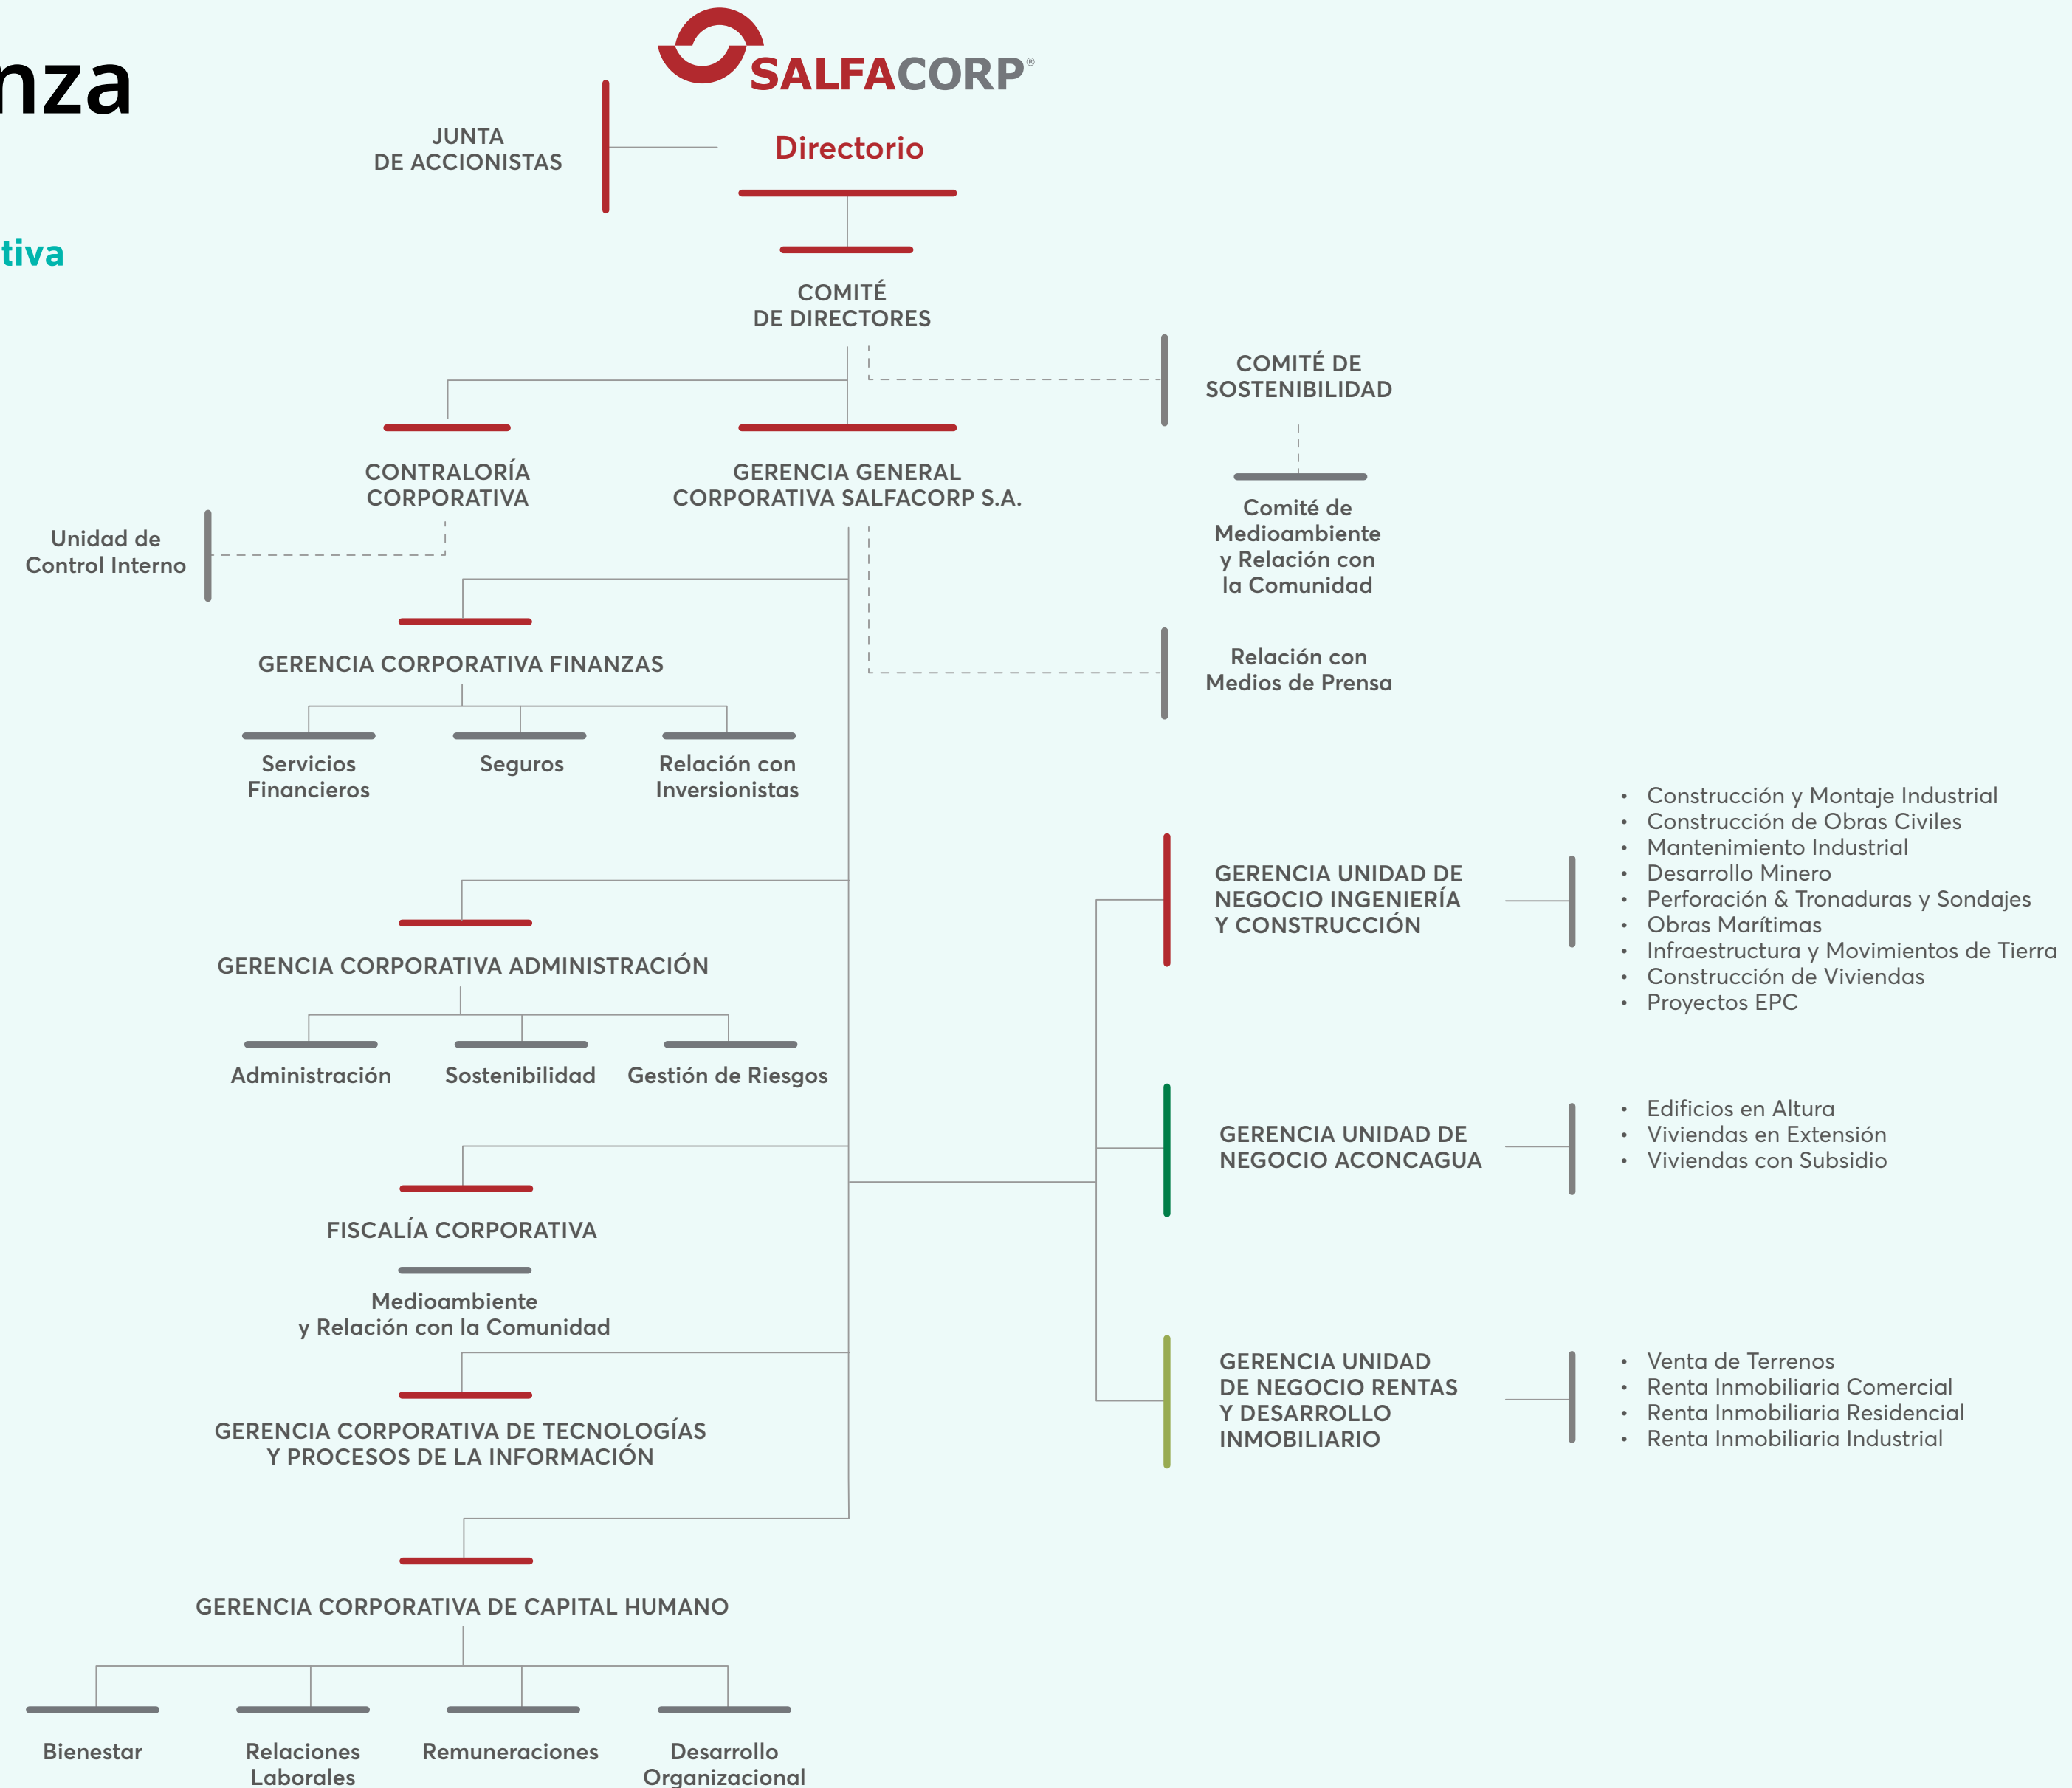 nza
tiva
SALFACORP®
JUNTA
DE ACCIONISTAS
Directorio
COMITÉ
DE DIRECTORES
COMITÉ DE
SOSTENIBILIDAD
CONTRALORÍA
CORPORATIVA
GERENCIA GENERAL
CORPORATIVA SALFACORP S.A.
Comité de
Medioambiente
y Relación con
la Comunidad
Unidad de
Control Interno
GERENCIA CORPORATIVA FINANZAS
Relación con
Medios de Prensa
Servicios
Financieros
Seguros
Relación con
Inversionistas
GERENCIA UNIDAD DE
NEGOCIO INGENIERÍA
Y CONSTRUCCIÓN
• Construcción y Montaje Industrial
• Construcción de Obras Civiles
• Mantenimiento Industrial
• Desarrollo Minero
• Perforación & Tronaduras y Sondajes
• Obras Marítimas
• Infraestructura y Movimientos de Tierra
• Construcción de Viviendas
• Proyectos EPC
GERENCIA CORPORATIVA ADMINISTRACIÓN
Administración
Sostenibilidad
Gestión de Riesgos
GERENCIA UNIDAD DE
NEGOCIO ACONCAGUA
• Edificios en Altura
• Viviendas en Extensión
• Viviendas con Subsidio
FISCALÍA CORPORATIVA
Medioambiente
y Relación con la Comunidad
GERENCIA UNIDAD
DE NEGOCIO RENTAS
Y DESARROLLO
INMOBILIARIO
• Venta de Terrenos
• Renta Inmobiliaria Comercial
• Renta Inmobiliaria Residencial
• Renta Inmobiliaria Industrial
GERENCIA CORPORATIVA DE TECNOLOGÍAS
Y PROCESOS DE LA INFORMACIÓN
GERENCIA CORPORATIVA DE CAPITAL HUMANO
Bienestar
Relaciones
Laborales
Remuneraciones
Desarrollo
Organizacional